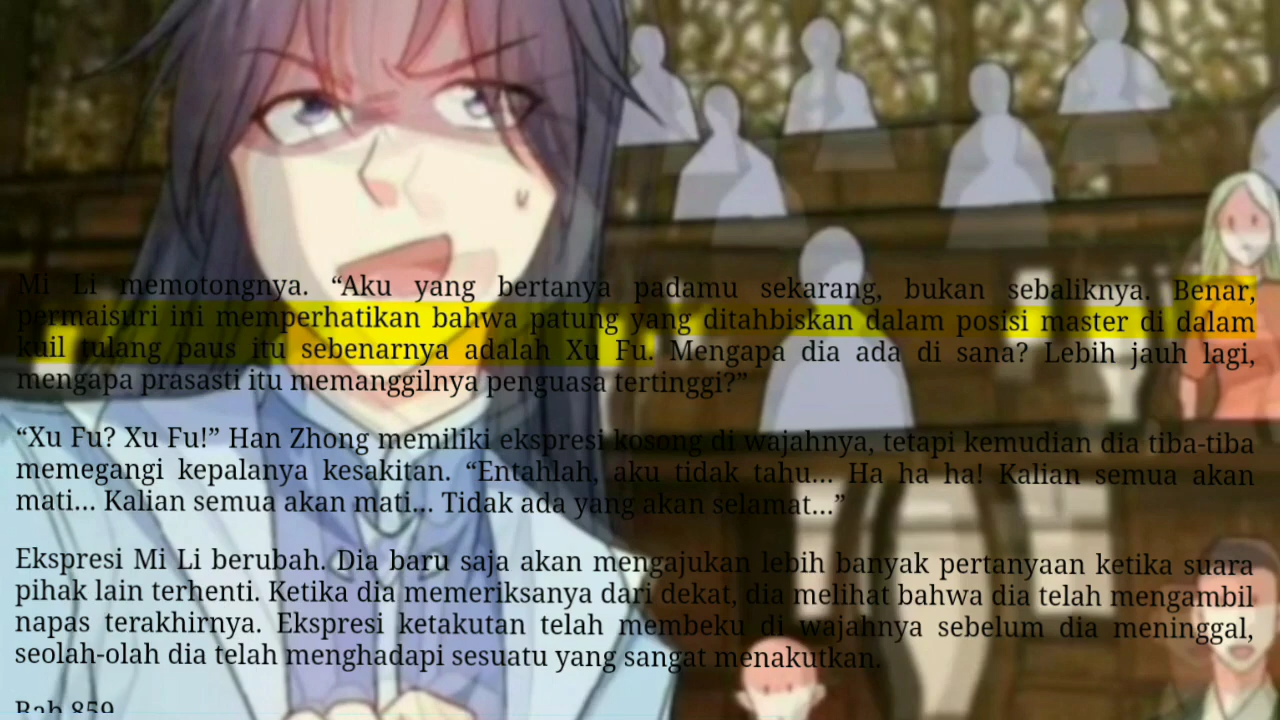 Mi Li memotongnya. “Aku yang bertanya padamu sekarang, bukan sebaliknya. Benar,
permaisuri ini memperhatikan bahwa patung yang ditahbiskan dalam posisi master di dalam
kuil tulang paus itu sebenarnya adalah Xu Fu. Mengapa dia ada di sana? Lebih jauh lagi,
mengapa prasasti itu memanggilnya penguasa tertinggi?”
“Xu Fu? Xu Fu!” Han Zhong memiliki ekspresi kosong di wajahnya, tetapi kemudian dia tiba-tiba
memegangi kepalanya kesakitan. “Entahlah, aku tidak tahu... Ha ha ha! Kalian semua akan
mati... Kalian semua akan mati... Tidak ada yang akan selamat...”
Ekspresi Mi Li berubah. Dia baru saja akan mengajukan lebih banyak pertanyaan ketika suara
pihak lain terhenti. Ketika dia memeriksanya dari dekat, dia melihat bahwa dia telah mengambil
napas terakhirnya. Ekspresi ketakutan telah membeku di wajahnya sebelum dia meninggal,
seolah-olah dia telah menghadapi sesuatu yang sangat menakutkan.
Bab 859